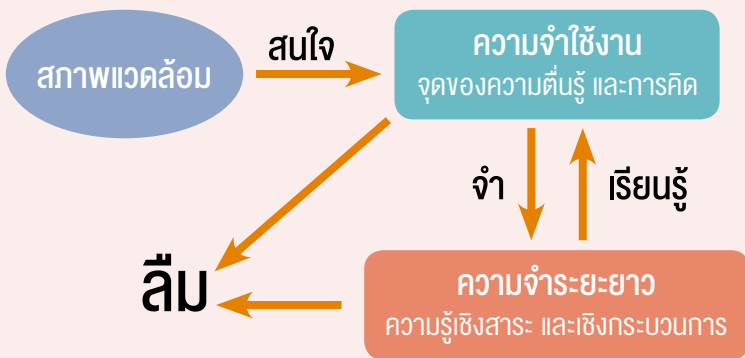 สภาพแวดล้อม
สนใจ
ความจำใช้งาน
จุดของความตื่นรู้ และการคิด
จำ
เรียนรู้
ลืม
ความจำระยะยาว
ความรู้เชิงสาระ และเชิงกระบวนการ